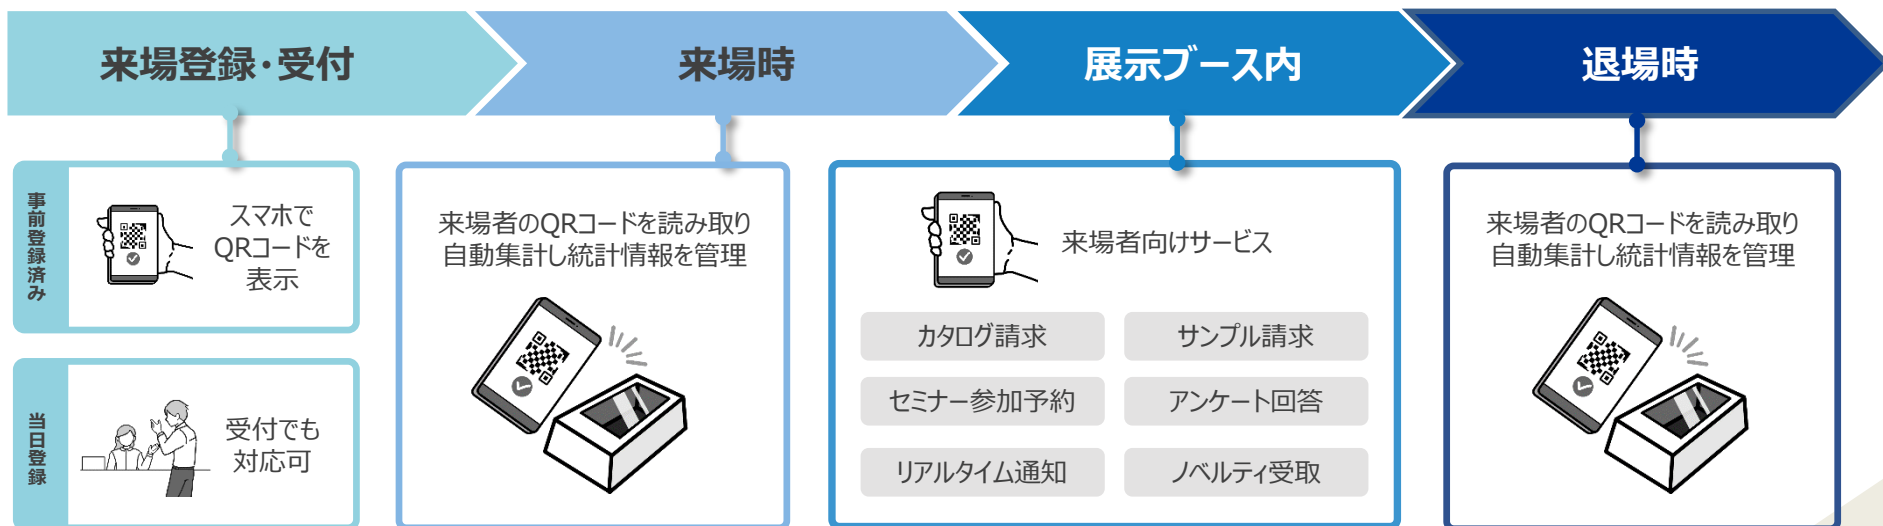 来場登録・受付
来場時
展示ブース内
退場時
事前登録済み
スマホで
QRコードを
表示
当日登録
受付でも
対応可
来場者のQRコードを読み取り
自動集計し統計情報を管理
来場者向けサービス
カタログ請求
サンプル請求
セミナー参加予約
アンケート回答
リアルタイム通知
ノベルティ受取
来場者のQRコードを読み取り
自動集計し統計情報を管理